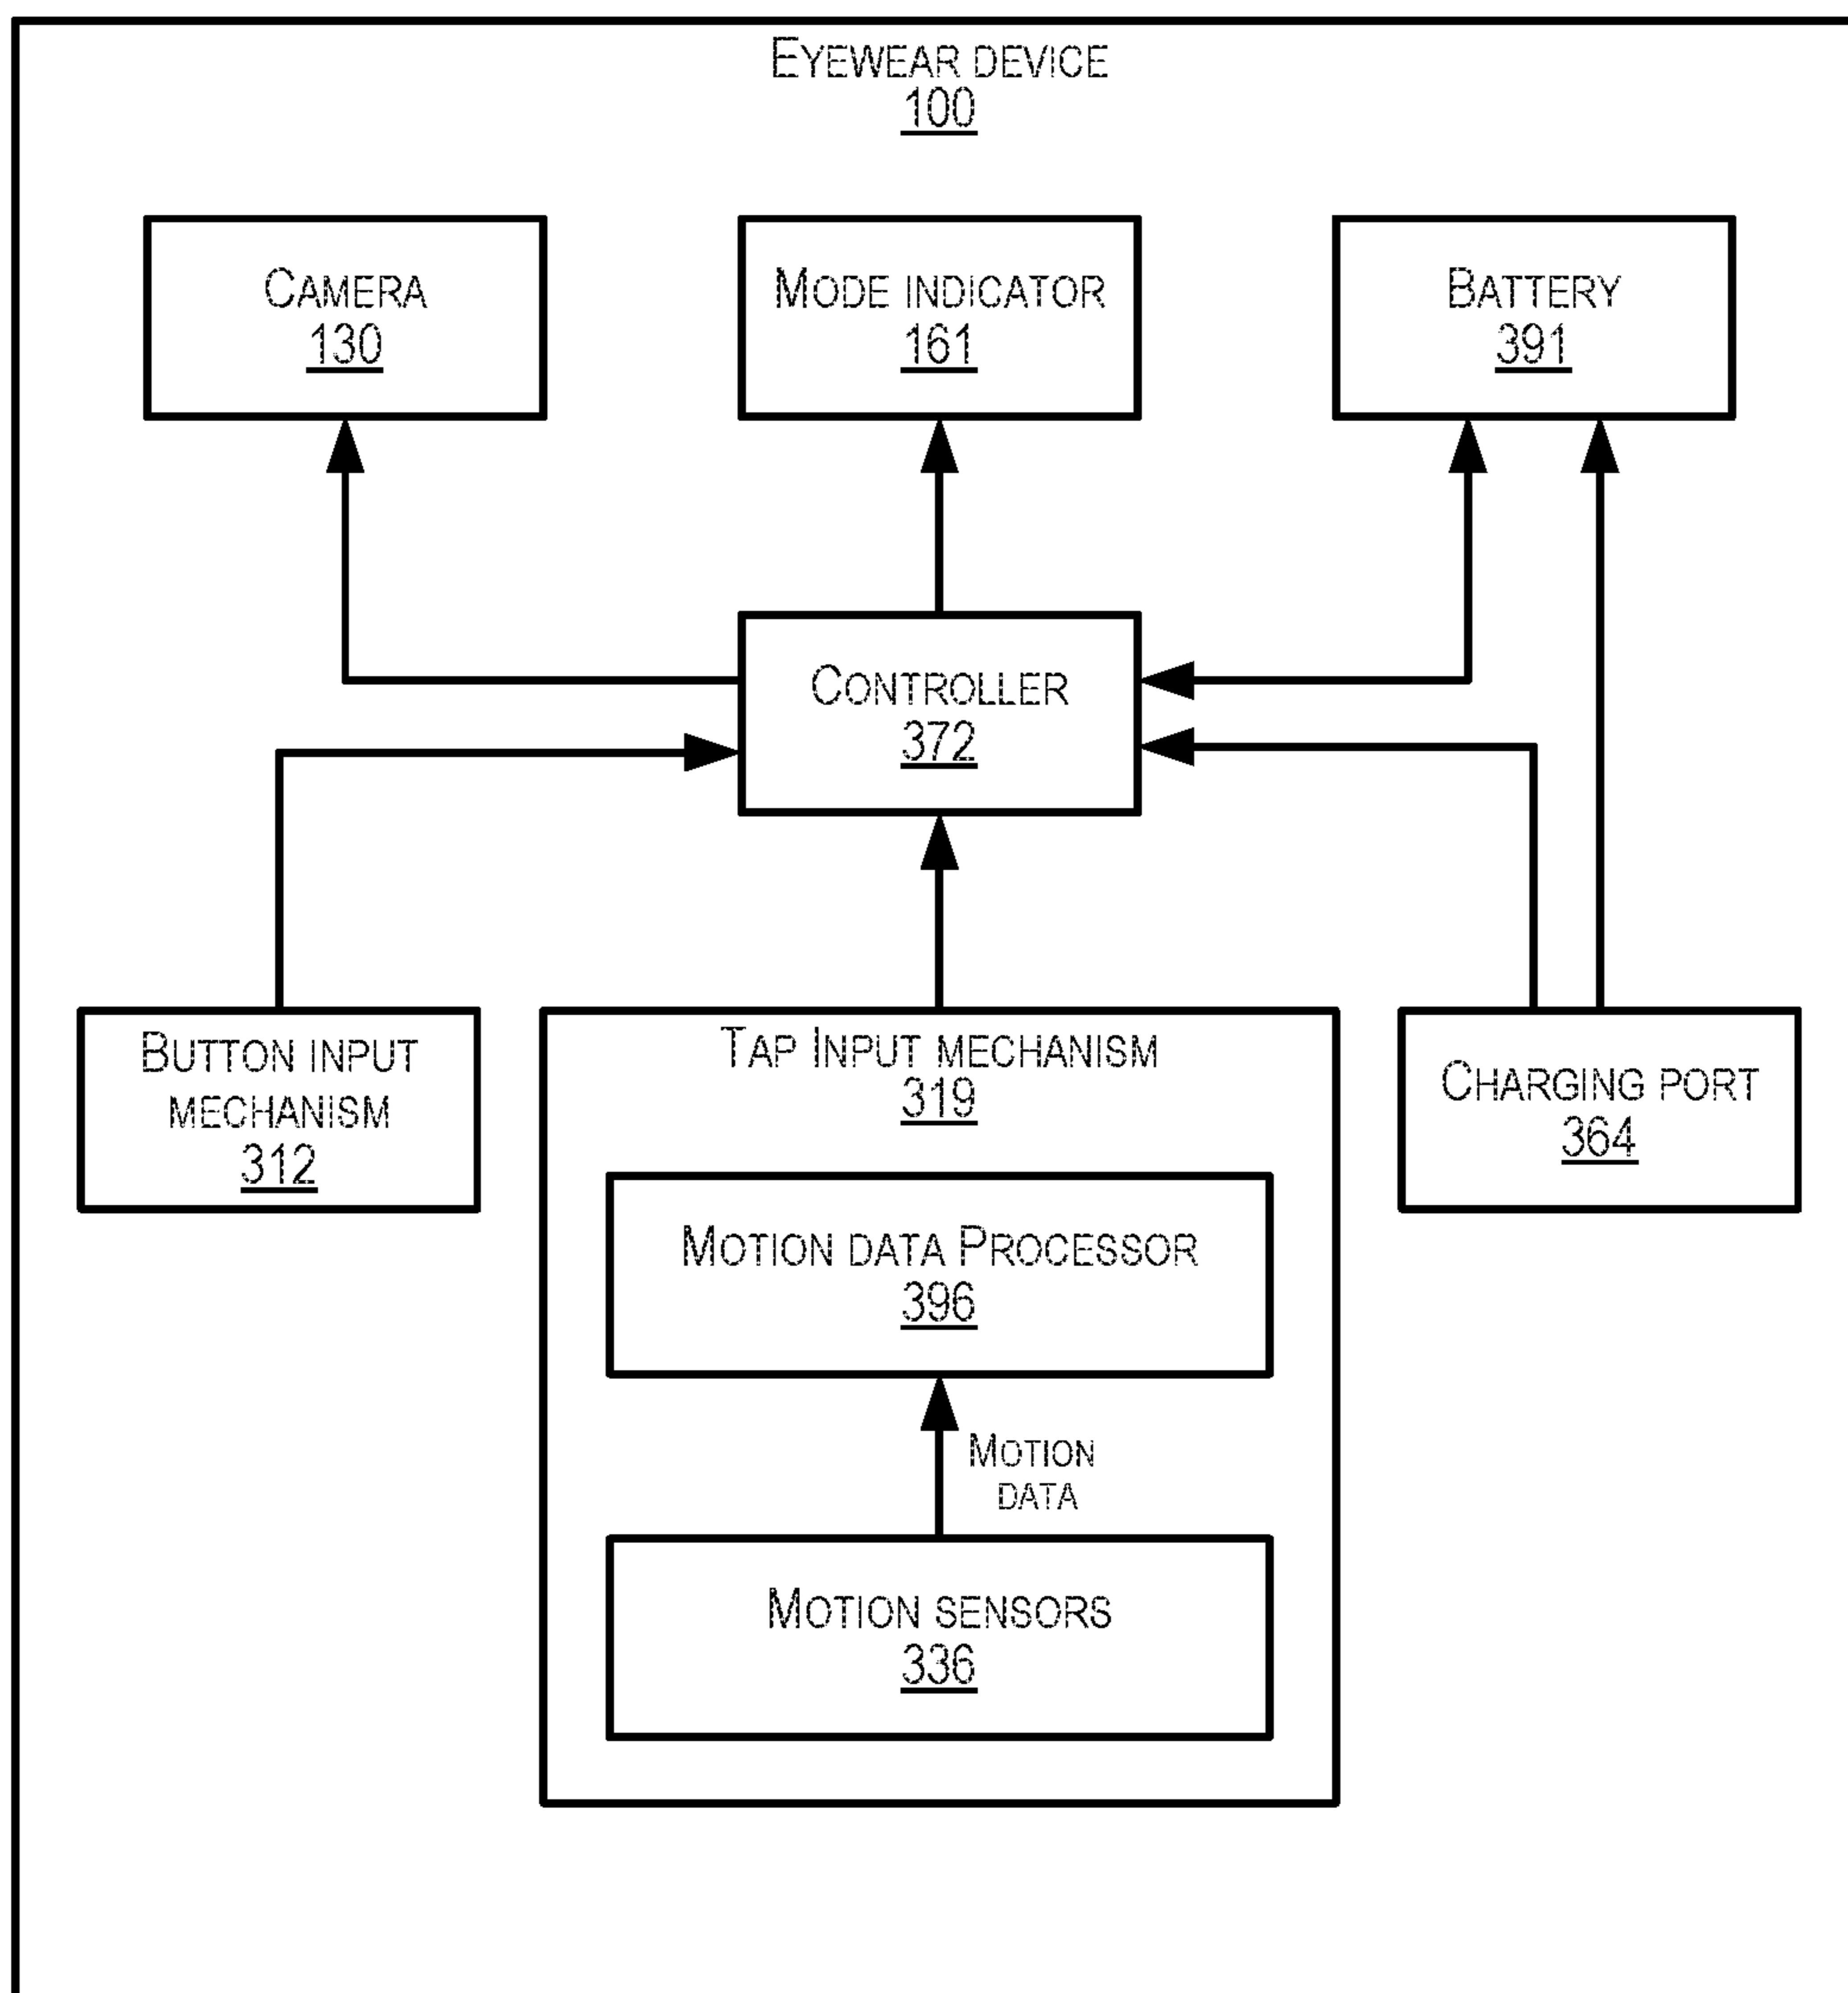 EYEWEAR DEVICE
100
CAMERA
130
MODE INDICATOR
161
BATTERY
391
CONTROLLER
372
BUTTON INPUT
MECHANISM
312
TAP INPUT MECHANISM
319
CHARGING PORT
364
MOTION DATA PROCESSOR
396
MOTION
DATA
MOTION SENSORS
336